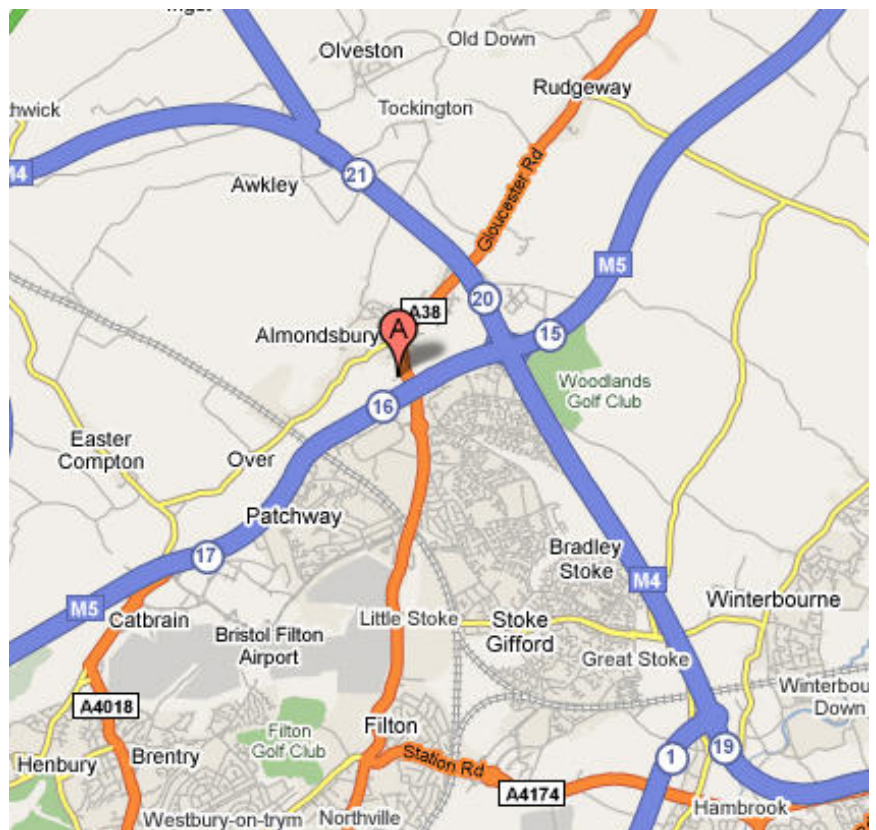 Olveston
Old Down
Rudgeway
Tockington
M4
21
Awkley
Gloucester Rd
M5
20
A38
15
Almondsbury
A
Woodlands
Golf Club
16
Easter
Compton
Over
Patchway
17
Bradley
Stoke
M4
M5
Catbrain
Little Stoke
Stoke
Gifford
Winterbourne
Bristol Filton
Airport
Great Stoke
Winterbou
Down
A4018
Filton
Golf Club
Filton
Henbury
Brentry
Station Rd
1
19
A4174
Hambrook
Westbury-on-trym
Northville